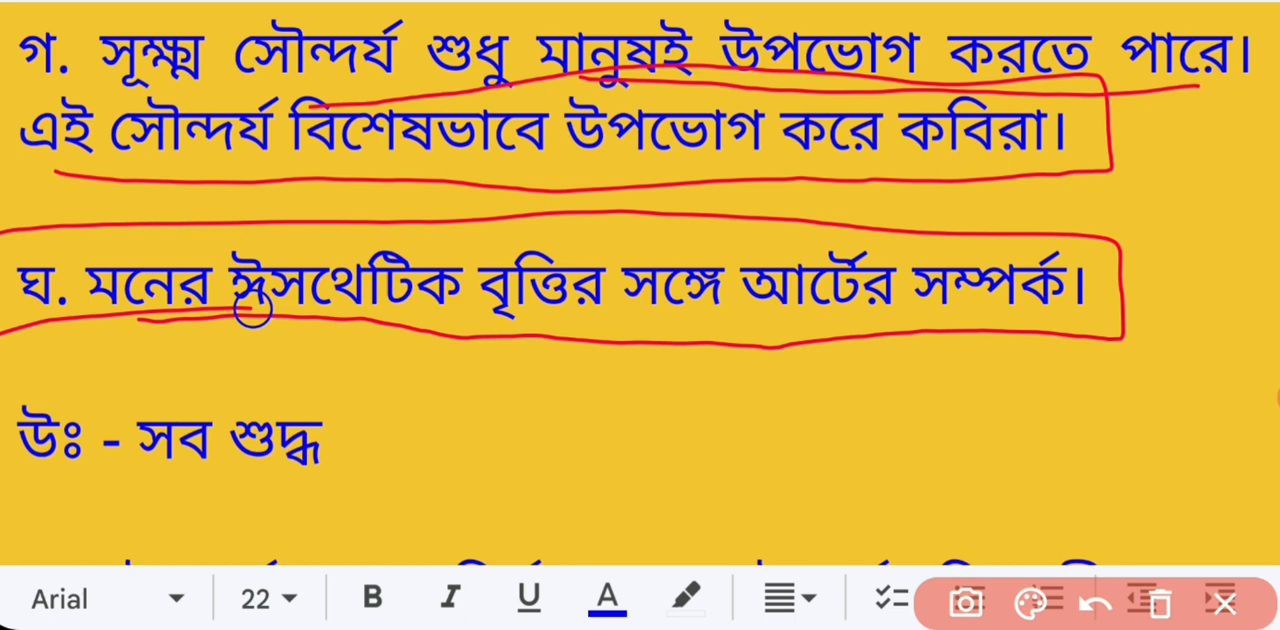 গ. সূক্ষ্ম সৌন্দর্য শুধু মানুষই উপভোগ করতে পারে।
এই সৌন্দর্য বিশেষভাবে উপভোগ করে কবিরা।
ঘ. মনের ঈসথেটিক বৃত্তির সঙ্গে আর্টের সম্পর্ক।
উঃ - সব শুদ্ধ
Arial 22 B I U A